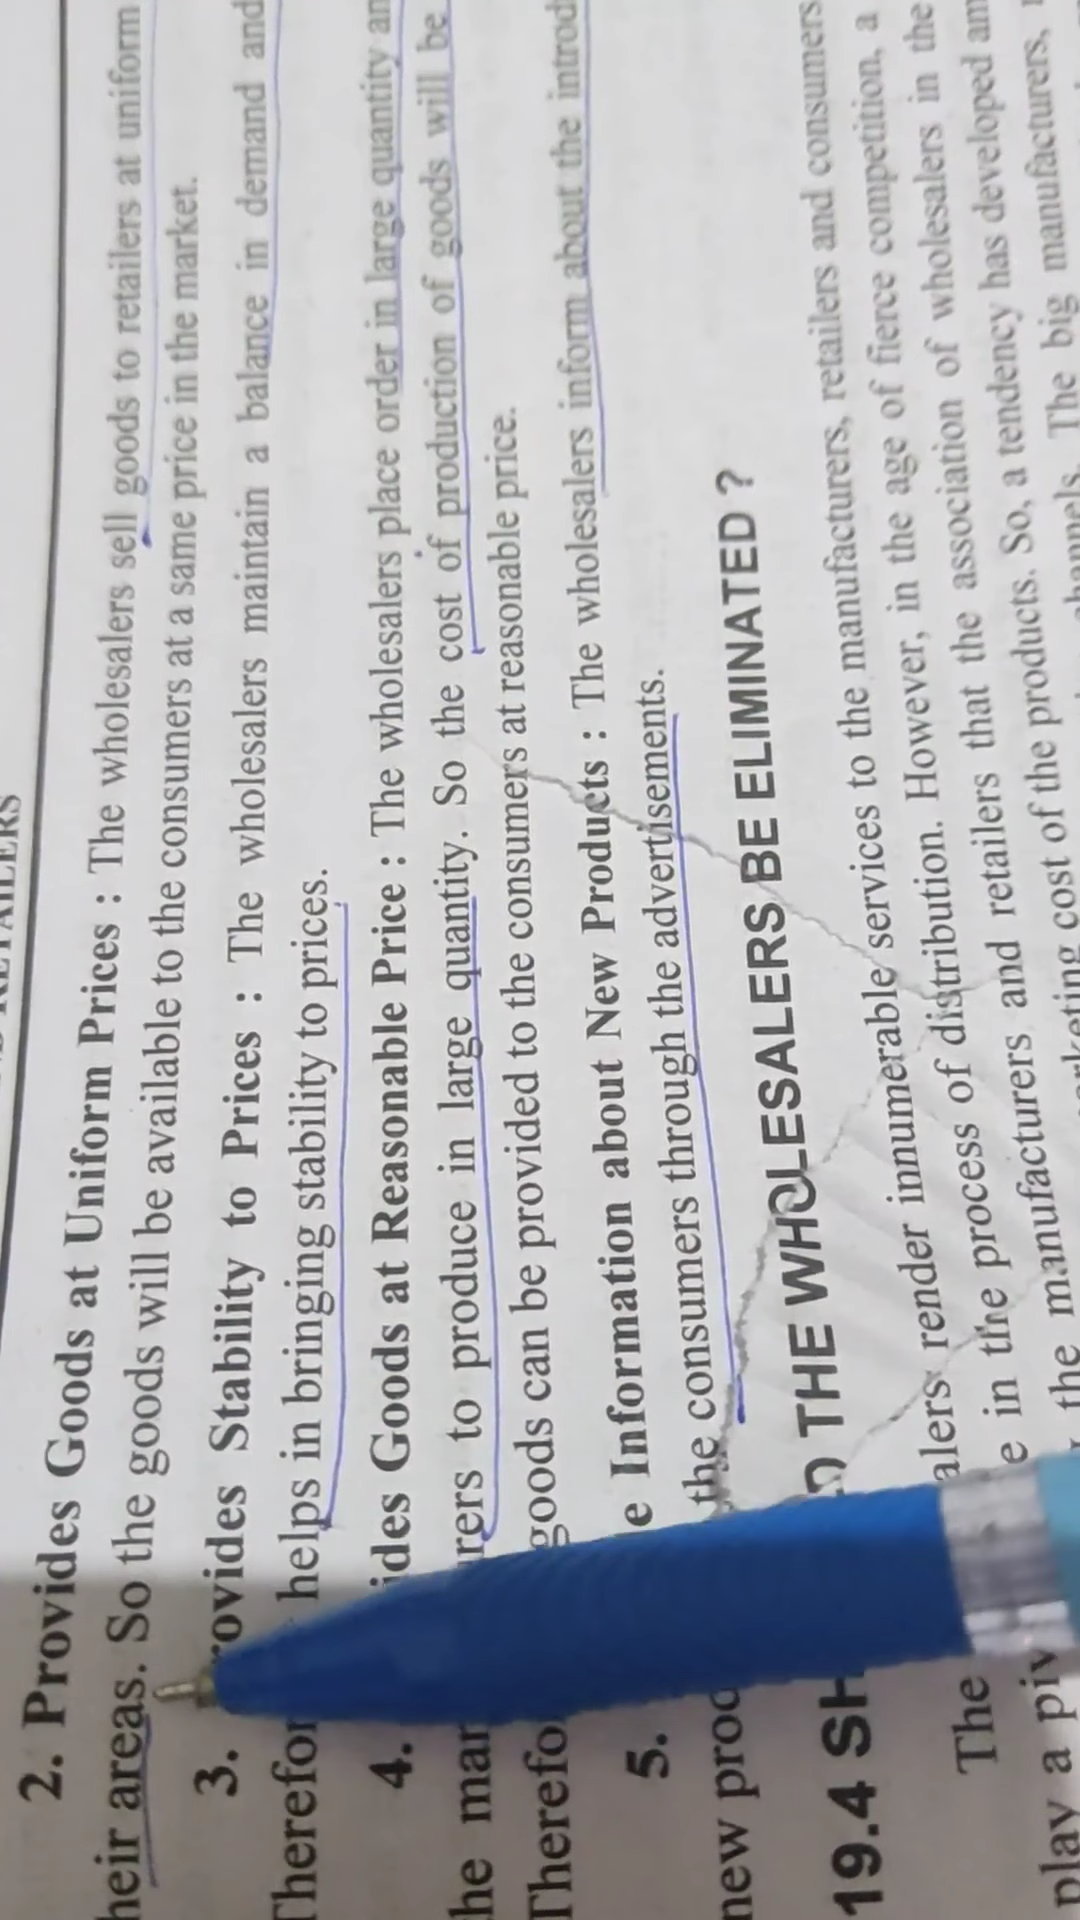 RETAILERS
2. Provides Goods at Uniform Prices : The wholesalers sell goods to retailers at uniform
heir areas. So the goods will be available to the consumers at a same price in the market.
3. rovides Stability to Prices : The wholesalers maintain a balance in demand and
Therefor helps in bringing stability to prices.
4. ides Goods at Reasonable Price : The wholesalers place order in large quantity an
he mar rers to produce in large quantity. So the cost of production of goods will be
Therefo goods can be provided to the consumers at reasonable price.
5. e Information about New Products : The wholesalers inform about the introd
new prod the consumers through the advertisements.
19.4 SH D THE WHOLESALERS BE ELIMINATED ?
The alers render innumerable services to the manufacturers, retailers and consumers
play a piv e in the process of distribution. However, in the age of fierce competition, a
the manufacturers and retailers that the association of wholesalers in the
arketing cost of the products. So, a tendency has developed am
channels. The big manufacturers,